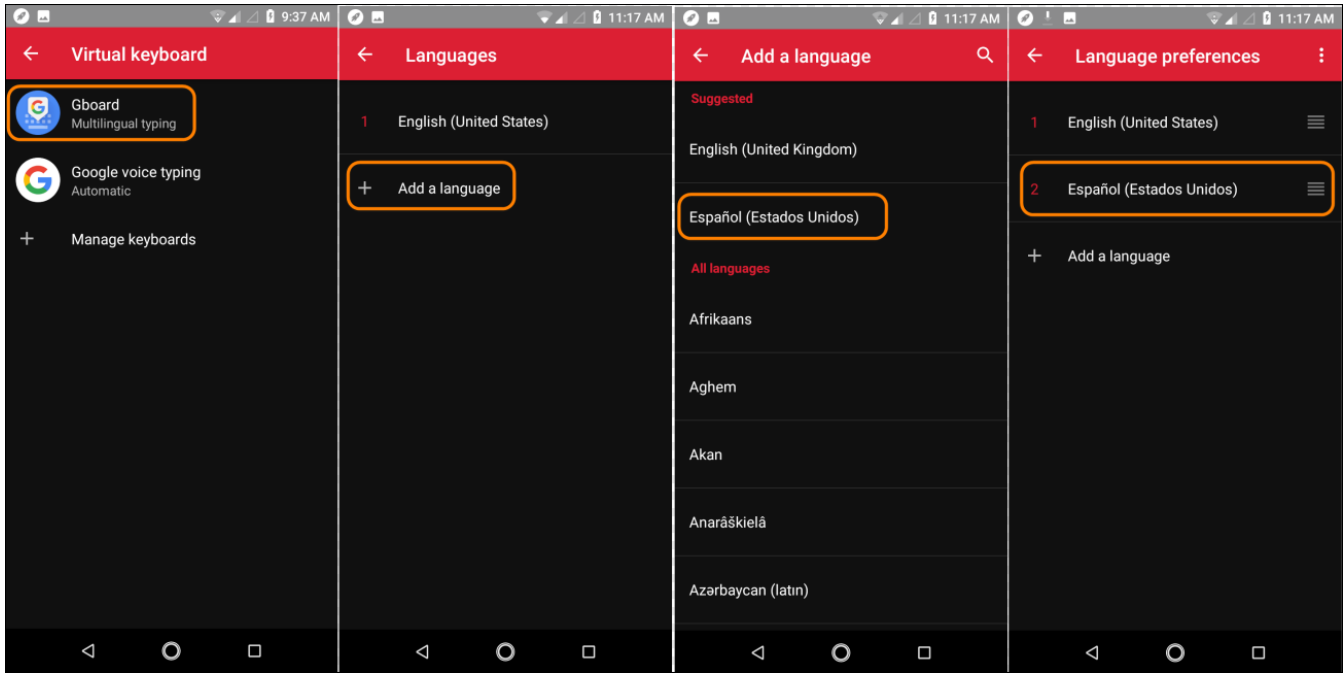 9:37 AM
Virtual keyboard
Gboard
Multilingual typing
Google voice typing
Automatic
+ Manage keyboards
11:17 AM
Languages
1 English (United States)
+ Add a language
11:17 AM
Add a language
Suggested
English (United Kingdom)
Español (Estados Unidos)
All languages
Afrikaans
Aghem
Akan
Anarâškielâ
Azərbaycan (latın)
11:17 AM
Language preferences
1 English (United States)
2 Español (Estados Unidos)
+ Add a language